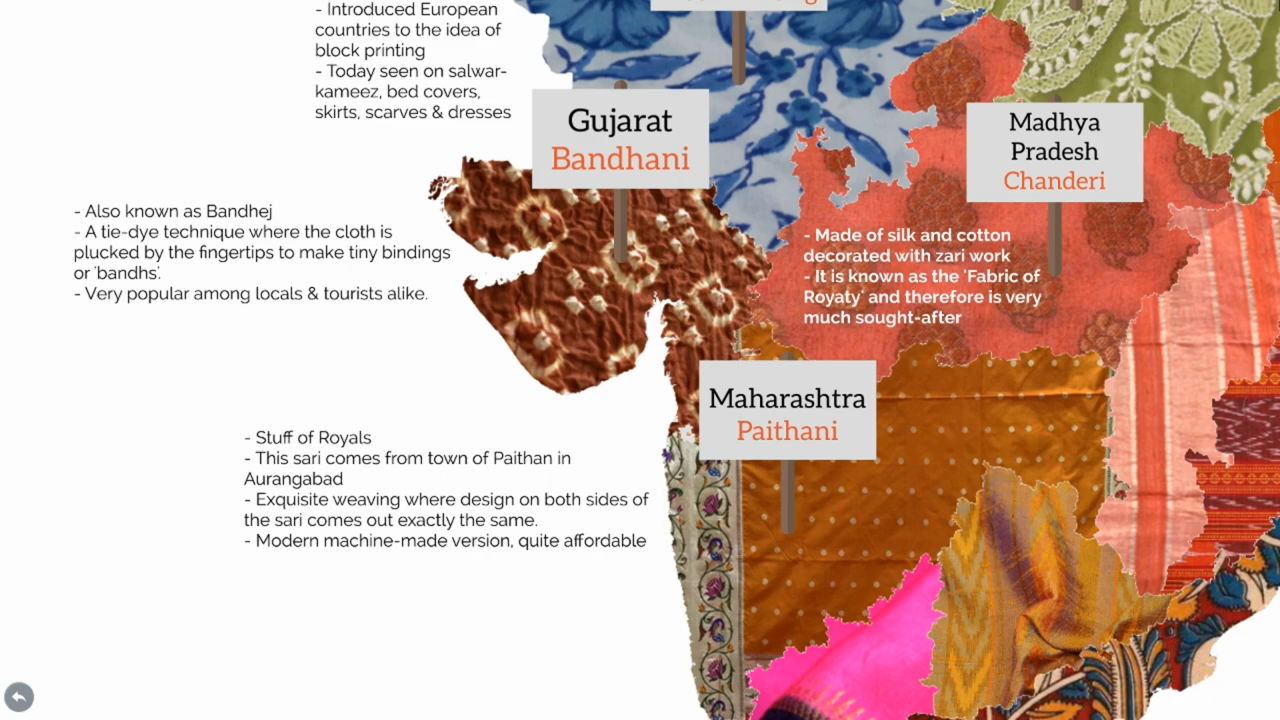 - Introduced European
countries to the idea of
block printing
- Today seen on salwar-
kameez, bed covers,
skirts, scarves & dresses
Gujarat
Bandhani
Madhya
Pradesh
Chanderi
- Also known as Bandhej
- A tie-dye technique where the cloth is
plucked by the fingertips to make tiny bindings
or 'bandhs'.
- Very popular among locals & tourists alike.
- Made of silk and cotton
decorated with zari work
- It is known as the 'Fabric of
Royaty' and therefore is very
much sought-after
Maharashtra
Paithani
- Stuff of Royals
- This sari comes from town of Paithan in
Aurangabad
- Exquisite weaving where design on both sides of
the sari comes out exactly the same.
- Modern machine-made version, quite affordable